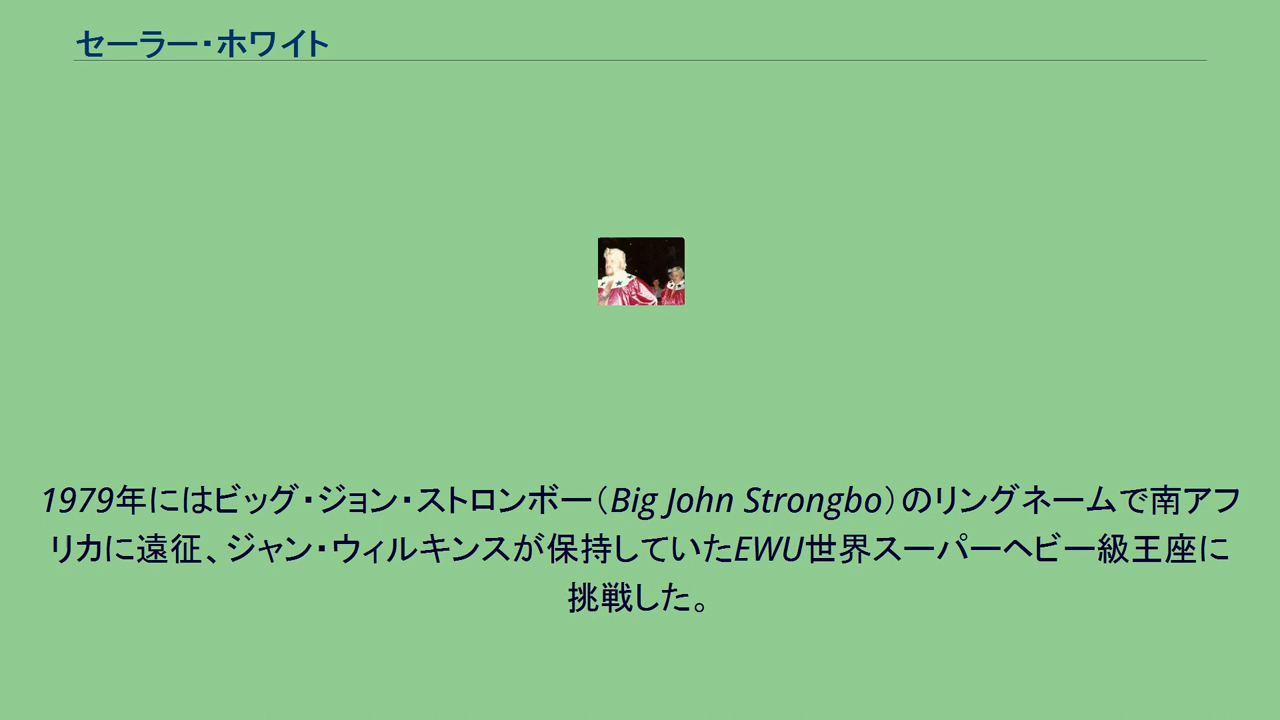 セーラー・ホワイト
1979年にはビッグ・ジョン・ストロンボー（Big John Strongbo）のリングネームで南アフ
リカに遠征、ジャン・ウィルキンスが保持していたEWU世界スーパーヘビー級王座に
挑戦した。